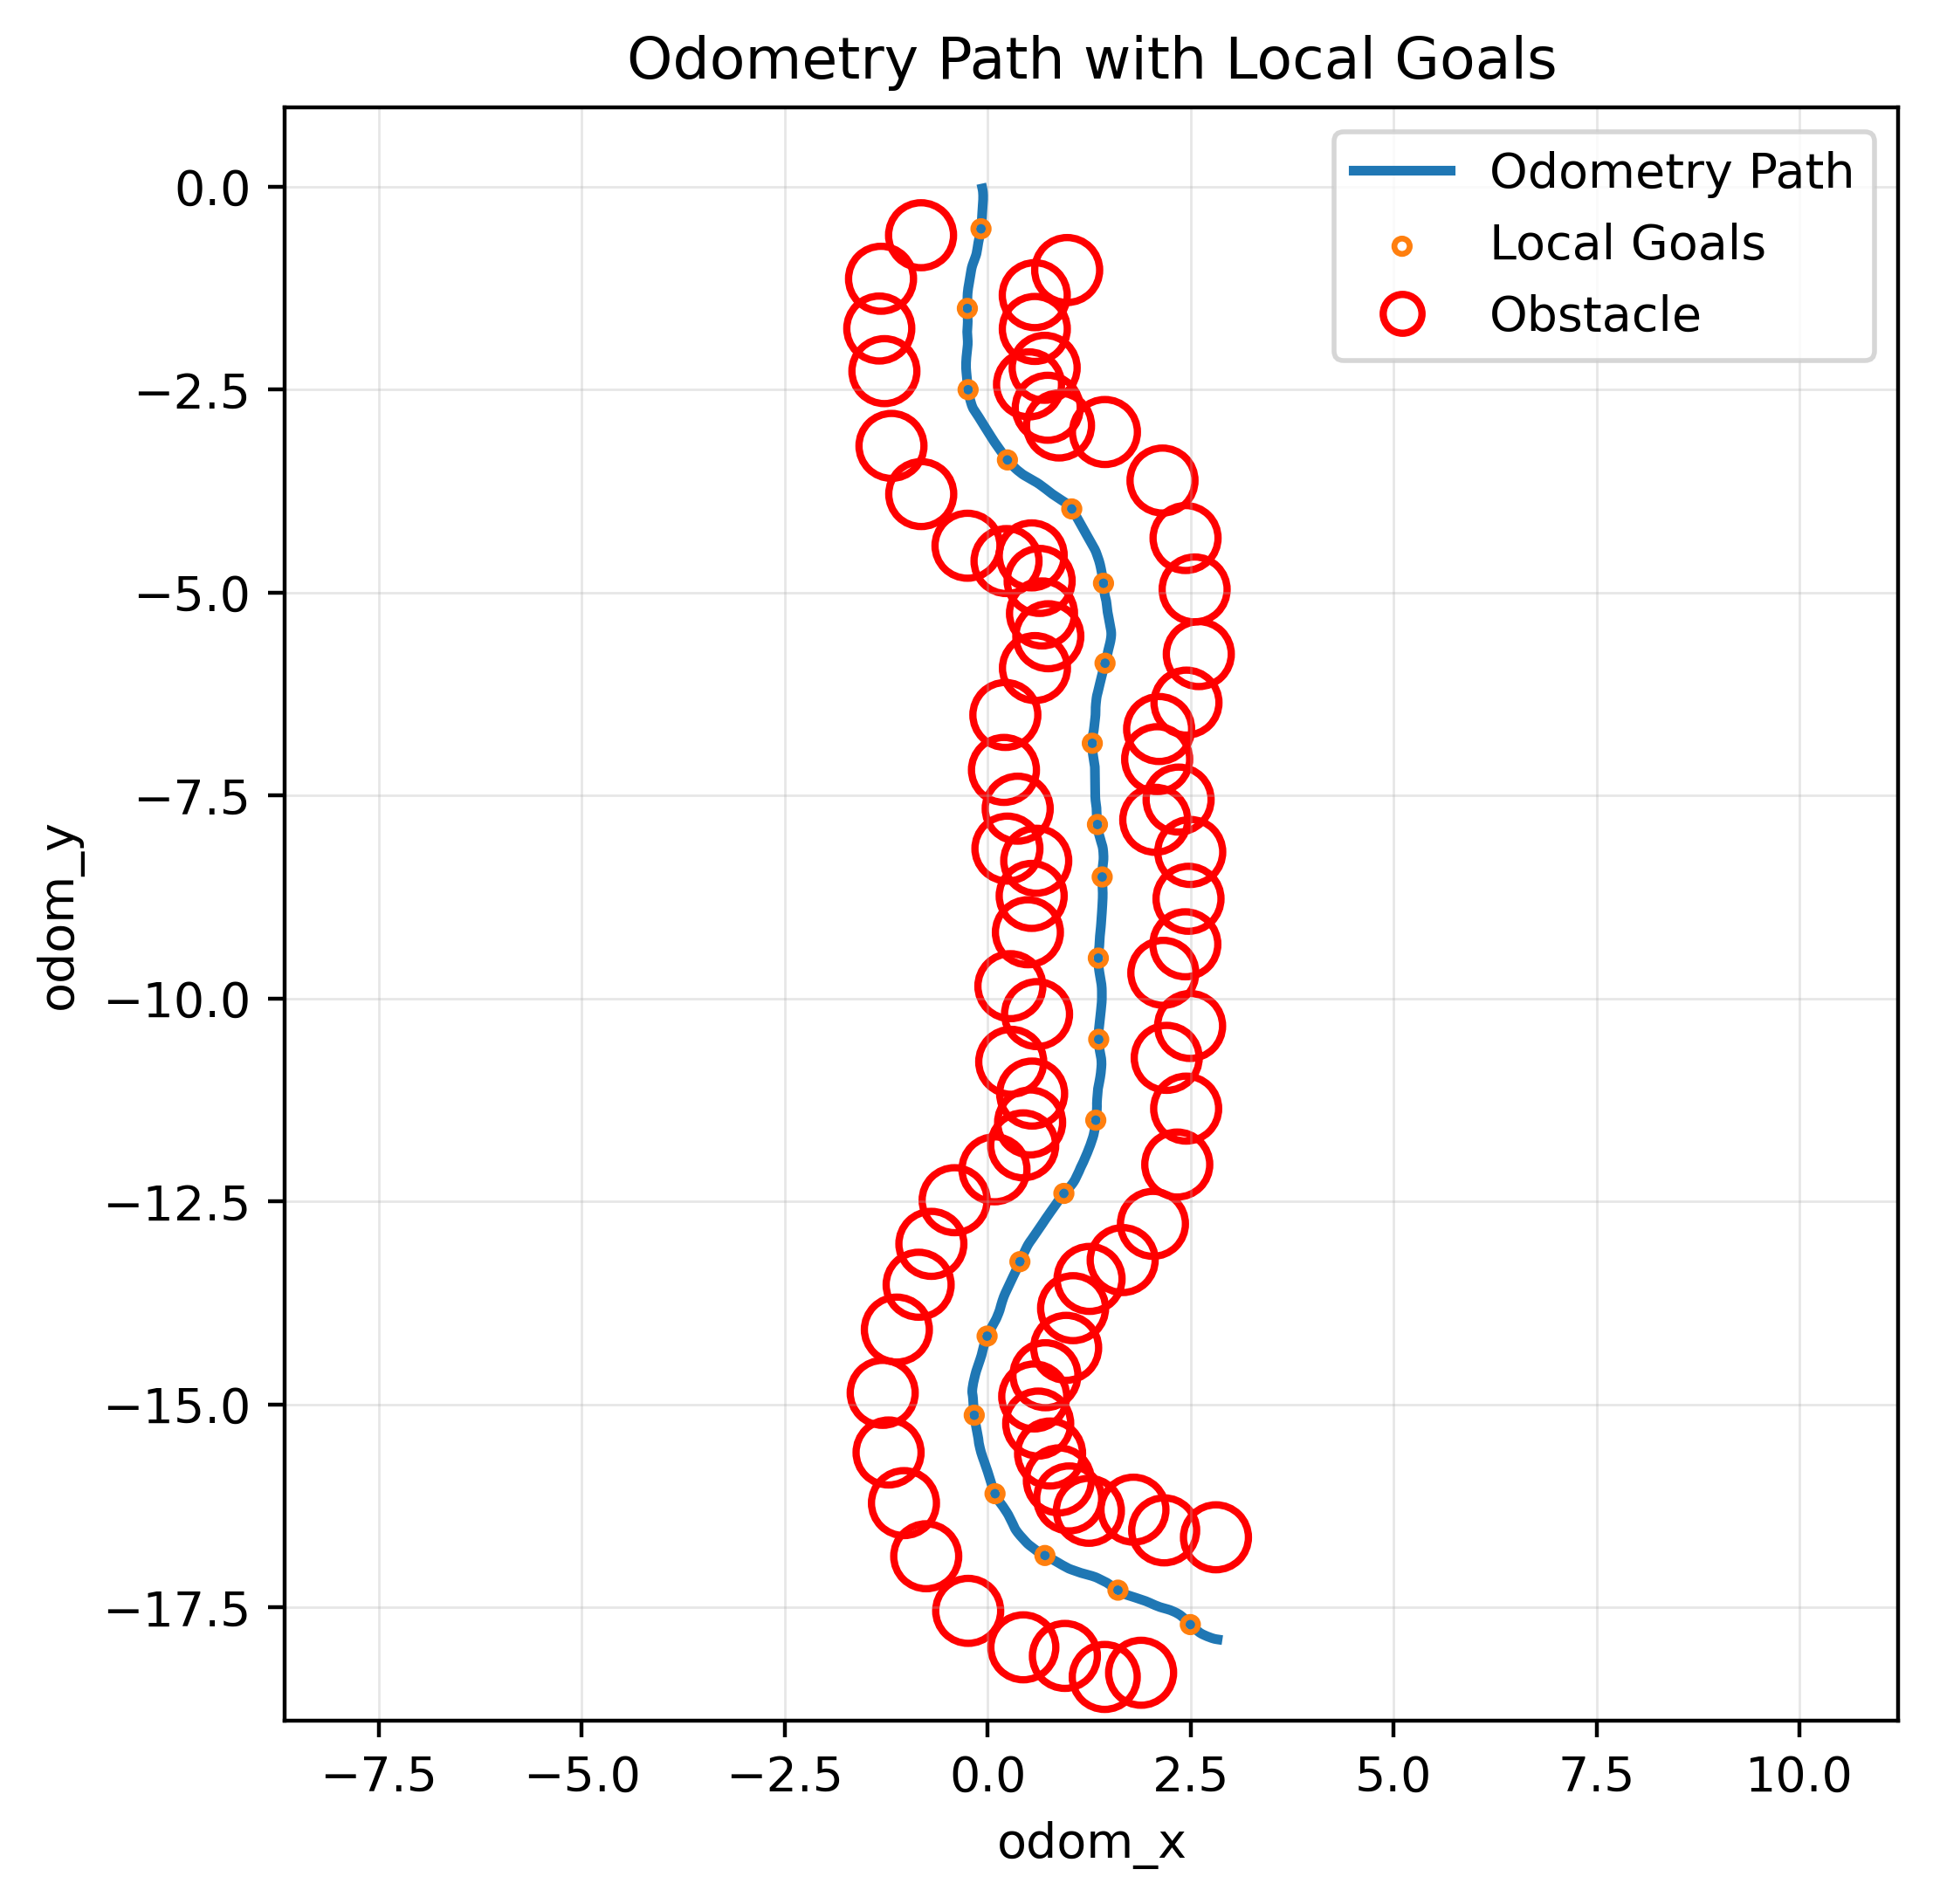 Odometry Path with Local Goals
Odometry Path
Local Goals
Obstacle
0.0
−2.5
−5.0
−7.5
−10.0
−12.5
−15.0
−17.5
odom_y
−7.5 −5.0 −2.5 0.0 2.5 5.0 7.5 10.0
odom_x